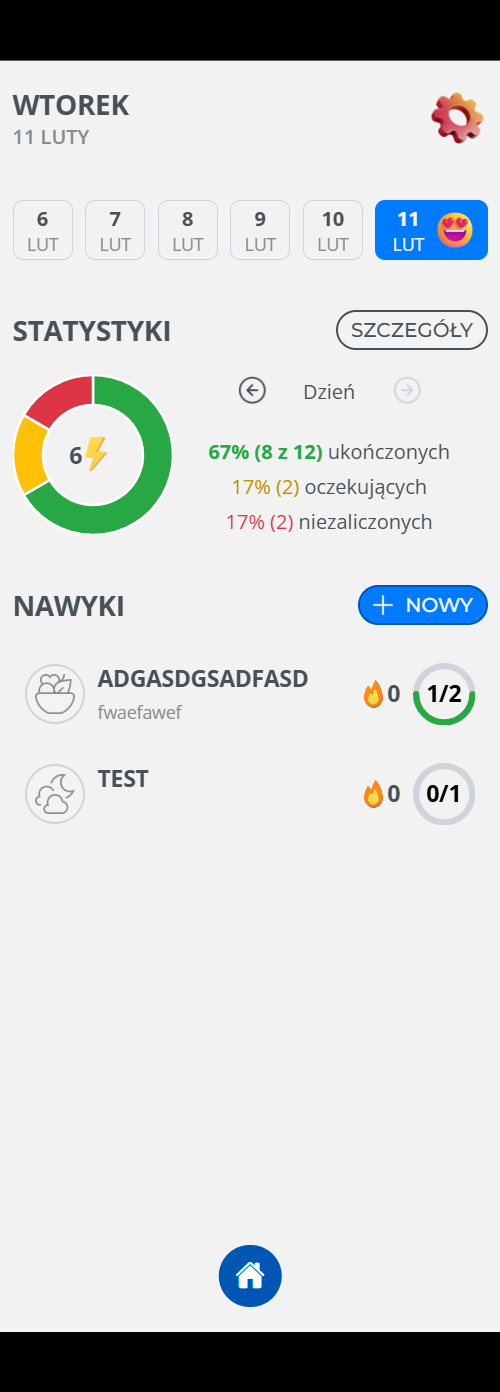 WTOREK
11 LUTY
6 7 8 9 10 11
LUT LUT LUT LUT LUT LUT
STATYSTYKI SZCZEGÓŁY
Dzień
6
67% (8 z 12) ukończonych
17% (2) oczekujących
17% (2) niezaliczonych
NAWYKI NOWY
ADGASDGSADFASD 0 1/2
fwaefawef
TEST 0 0/1